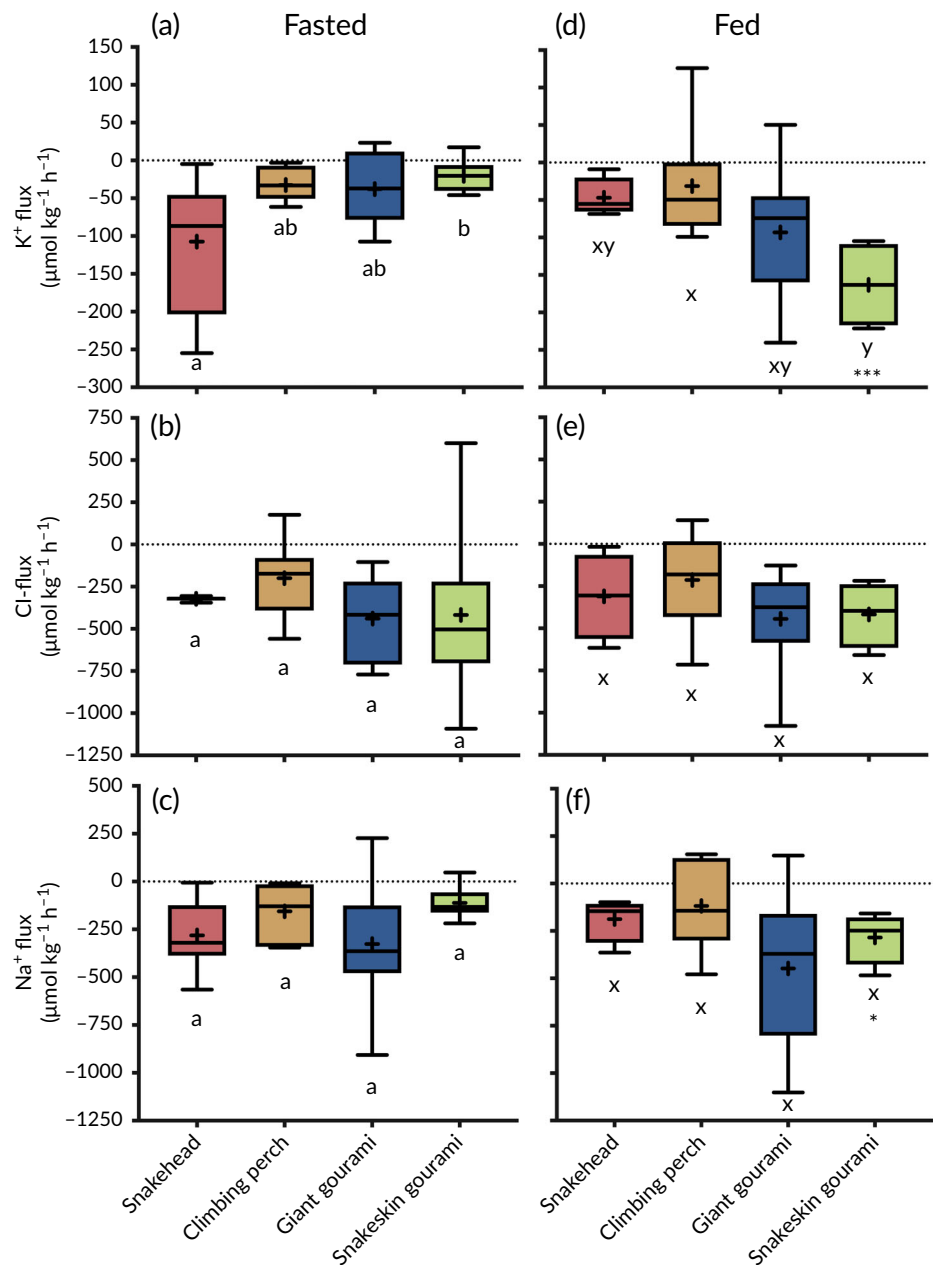 (a) Fasted
150
100
50
0
−50
−100
−150
−200
−250
−300
K⁺ flux
(μmol kg⁻¹ h⁻¹)
a
ab
ab
b
(d) Fed
xy
x
xy
y
***
(b)
750
500
250
0
−250
−500
−750
−1000
−1250
Cl-flux
(μmol kg⁻¹ h⁻¹)
a
a
a
a
(e)
x
x
x
x
(c)
500
250
0
−250
−500
−750
−1000
−1250
Na⁺ flux
(μmol kg⁻¹ h⁻¹)
a
a
a
a
(f)
x
x
x
x
*
Snakehead
Climbing perch
Giant gourami
Snakeskin gourami
Snakehead
Climbing perch
Giant gourami
Snakeskin gourami